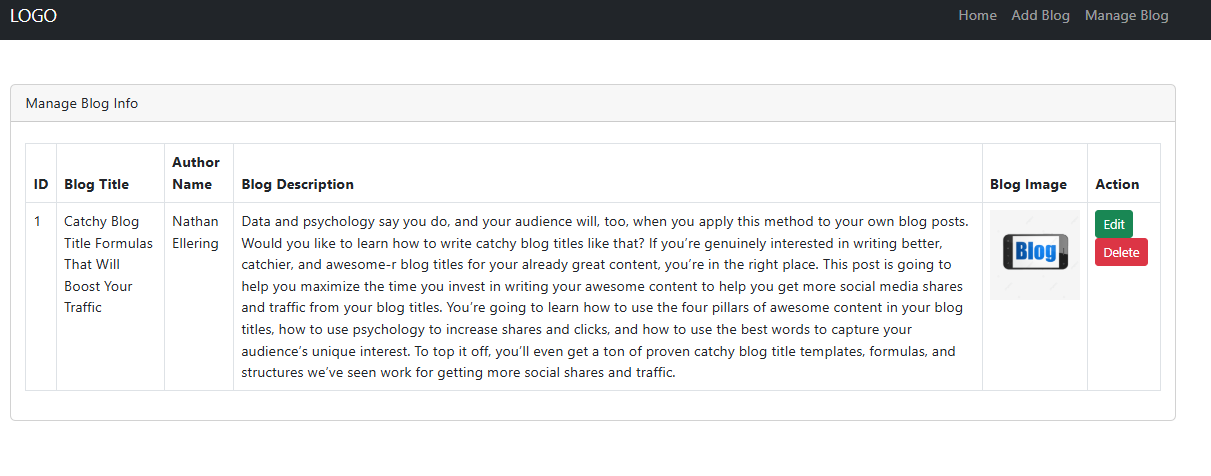 LOGO
Home Add Blog Manage Blog
Manage Blog Info
ID Blog Title Author Name Blog Description Blog Image Action
1
Catchy Blog
Title Formulas
That Will
Boost Your
Traffic
Nathan
Ellering
Data and psychology say you do, and your audience will, too, when you apply this method to your own blog posts.
Would you like to learn how to write catchy blog titles like that? If you’re genuinely interested in writing better,
catchier, and awesome-r blog titles for your already great content, you’re in the right place. This post is going to
help you maximize the time you invest in writing your awesome content to help you get more social media shares
and traffic from your blog titles. You’re going to learn how to use the four pillars of awesome content in your blog
titles, how to use psychology to increase shares and clicks, and how to use the best words to capture your
audience’s unique interest. To top it off, you’ll even get a ton of proven catchy blog title templates, formulas, and
structures we’ve seen work for getting more social shares and traffic.
Blog
Edit
Delete